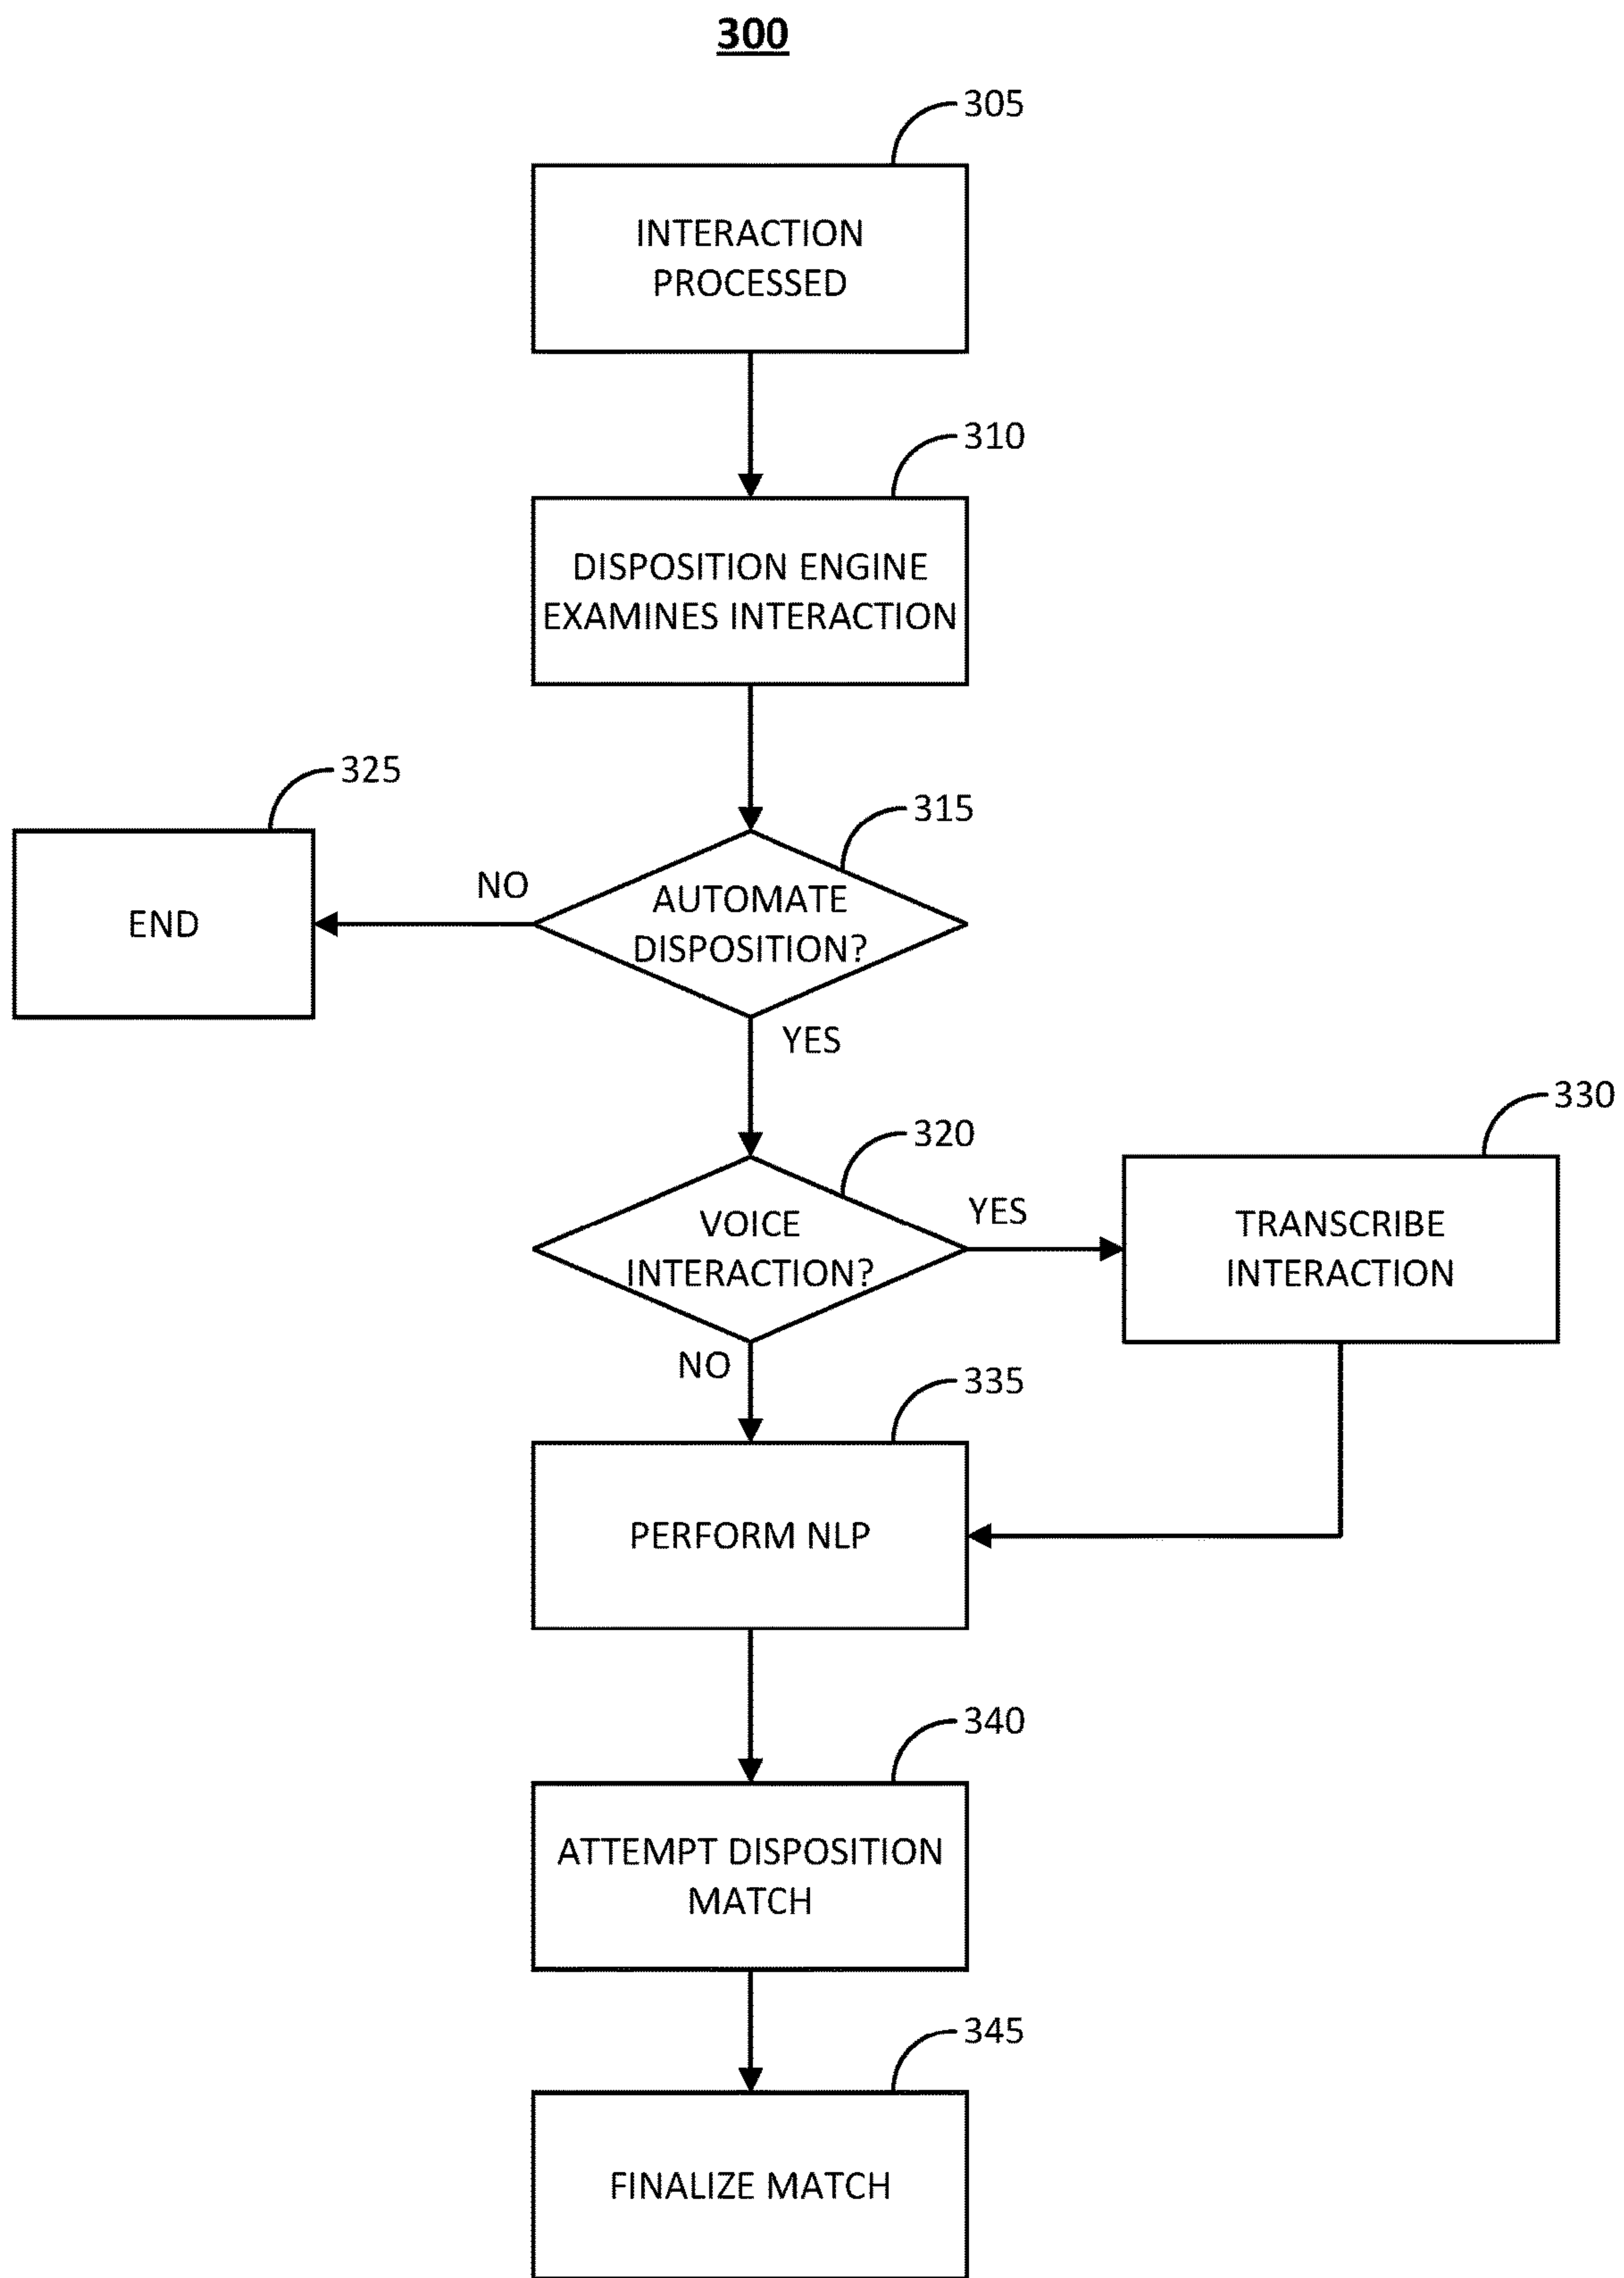 300
305
INTERACTION
PROCESSED
310
DISPOSITION ENGINE
EXAMINES INTERACTION
325
315
END
NO
AUTOMATE
DISPOSITION?
YES
320
330
VOICE
INTERACTION?
YES
TRANSCRIBE
INTERACTION
NO
335
PERFORM NLP
340
ATTEMPT DISPOSITION
MATCH
345
FINALIZE MATCH